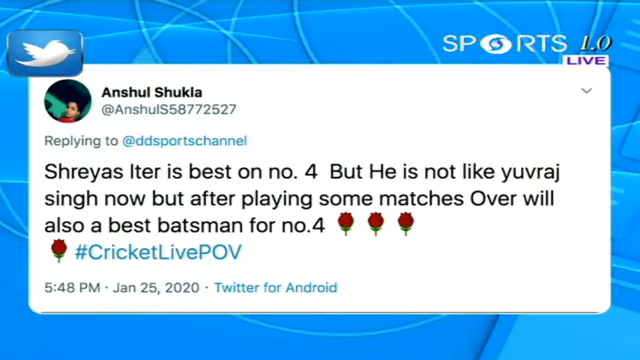 SPORTS 1.0
LIVE
Anshul Shukla
@AnshulS58772527
Replying to @ddsportschannel
Shreyas Iter is best on no. 4 But He is not like yuvraj
singh now but after playing some matches Over will
also a best batsman for no.4 🌹 🌹 🌹
🌹 #CricketLivePOV
5:48 PM · Jan 25, 2020 · Twitter for Android